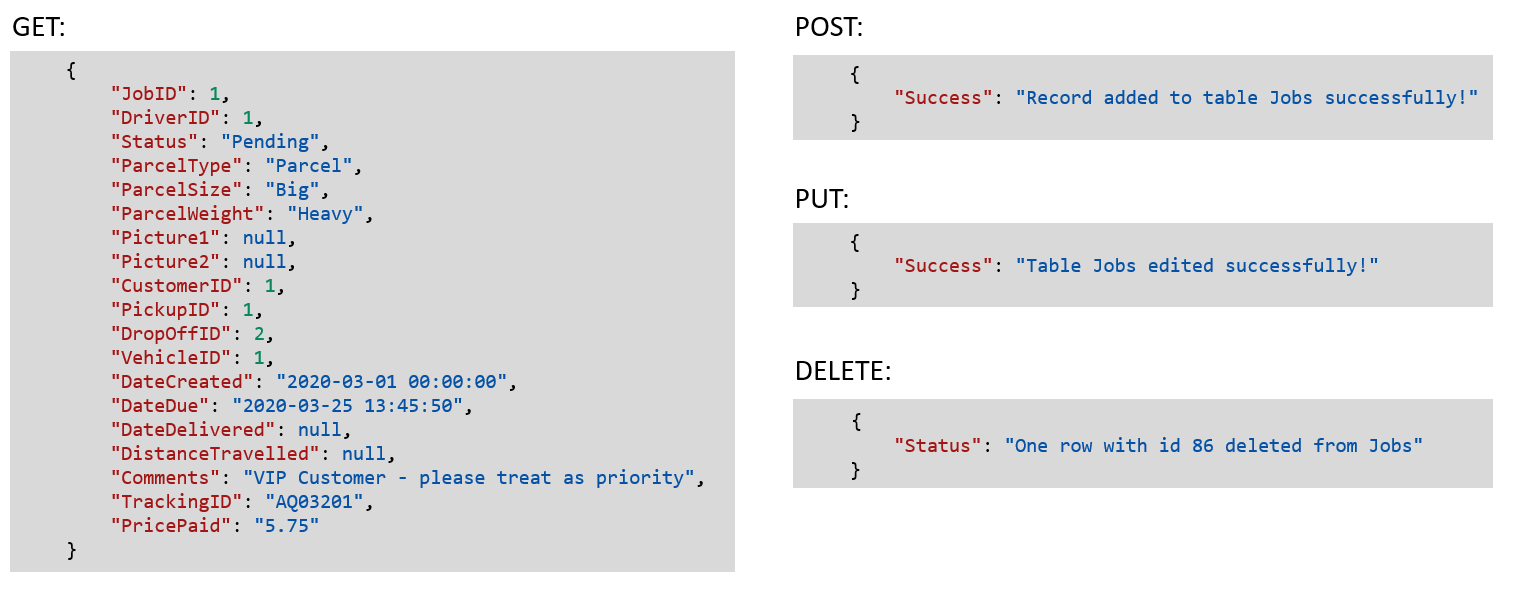 GET:
{
"JobID": 1,
"DriverID": 1,
"Status": "Pending",
"ParcelType": "Parcel",
"ParcelSize": "Big",
"ParcelWeight": "Heavy",
"Picture1": null,
"Picture2": null,
"CustomerID": 1,
"PickupID": 1,
"DropOffID": 2,
"VehicleID": 1,
"DateCreated": "2020-03-01 00:00:00",
"DateDue": "2020-03-25 13:45:50",
"DateDelivered": null,
"DistanceTravelled": null,
"Comments": "VIP Customer - please treat as priority",
"TrackingID": "AQ03201",
"PricePaid": "5.75"
}
POST:
{
"Success": "Record added to table Jobs successfully!"
}
PUT:
{
"Success": "Table Jobs edited successfully!"
}
DELETE:
{
"Status": "One row with id 86 deleted from Jobs"
}